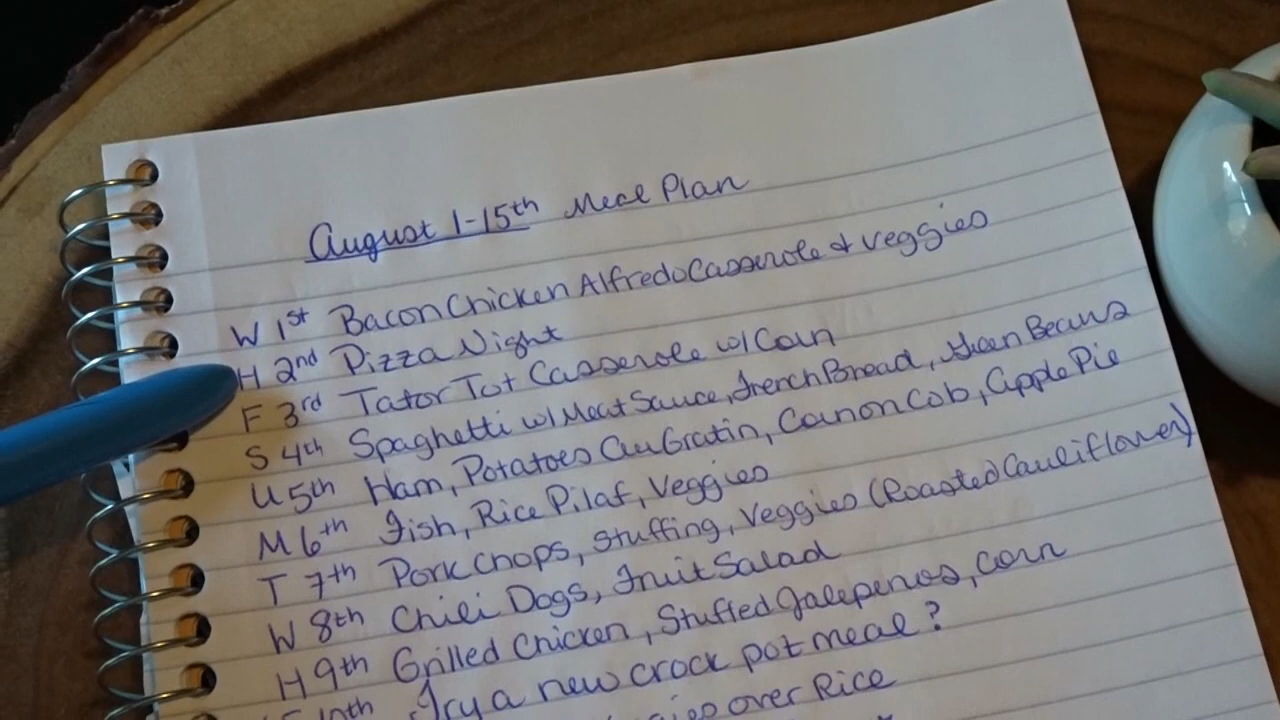 August 1-15th Meal Plan
W 1st Bacon Chicken Alfredo Casserole & veggies
H 2nd Pizza Night
F 3rd Tator Tot Casserole w/Corn
S 4th Spaghetti w/Meat Sauce, French Bread, Green Beans
U 5th Ham, Potatoes Au Gratin, Corn on Cob, Apple Pie
M 6th Fish, Rice Pilaf, Veggies
T 7th Pork Chops, Stuffing, Veggies (Roasted Cauliflower)
W 8th Chili Dogs, Fruit Salad
H 9th Grilled Chicken, Stuffed Jalepenos, Corn
F 10th Try a new crock pot meal?
over Rice